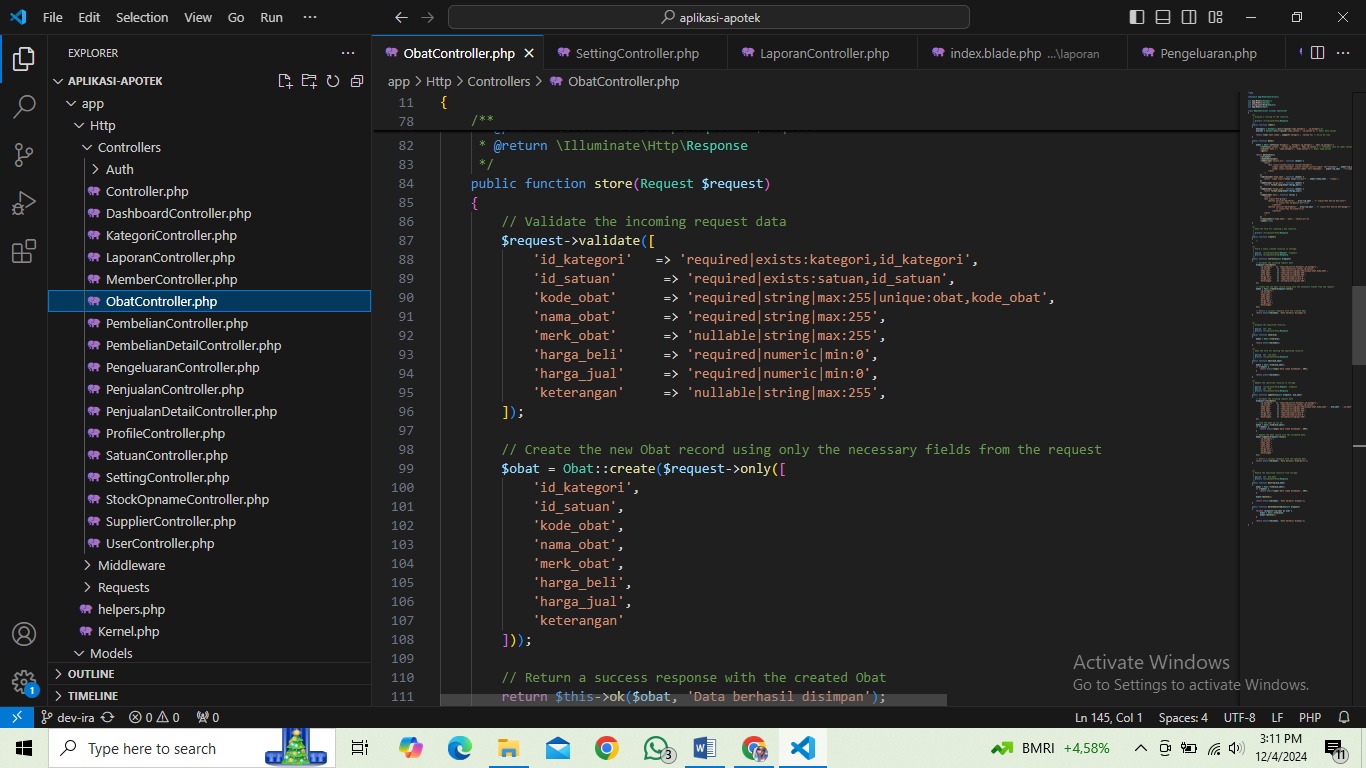 File Edit Selection View Go Run ···
aplikasi-apotek
EXPLORER
ObatController.php
SettingController.php
LaporanController.php
index.blade.php ...\laporan
Pengeluaran.php
APLIKASI-APOTEK
app
Http
Controllers
Auth
Controller.php
DashboardController.php
KategoriController.php
LaporanController.php
MemberController.php
ObatController.php
PembelianController.php
PembelianDetailController.php
PengeluaranController.php
PenjualanController.php
PenjualanDetailController.php
ProfileController.php
SatuanController.php
SettingController.php
StockOpnameController.php
SupplierController.php
UserController.php
Middleware
Requests
helpers.php
Kernel.php
Models
OUTLINE
TIMELINE
app > Http > Controllers > ObatController.php
11 {
78 /**
82 * @return \Illuminate\Http\Response
83 */
84 public function store(Request $request)
85 {
86 // Validate the incoming request data
87 $request->validate([
88 'id_kategori' => 'required|exists:kategori,id_kategori',
89 'id_satuan' => 'required|exists:satuan,id_satuan',
90 'kode_obat' => 'required|string|max:255|unique:obat,kode_obat',
91 'nama_obat' => 'required|string|max:255',
92 'merk_obat' => 'nullable|string|max:255',
93 'harga_beli' => 'required|numeric|min:0',
94 'harga_jual' => 'required|numeric|min:0',
95 'keterangan' => 'nullable|string|max:255',
96 ]);
97
98 // Create the new Obat record using only the necessary fields from the request
99 $obat = Obat::create($request->only([
100 'id_kategori',
101 'id_satuan',
102 'kode_obat',
103 'nama_obat',
104 'merk_obat',
105 'harga_beli',
106 'harga_jual',
107 'keterangan'
108 ]));
109
110 // Return a success response with the created Obat
111 return $this->ok($obat, 'Data berhasil disimpan');
Activate Windows
Go to Settings to activate Windows.
1
dev-ira 0 0 0
Ln 145, Col 1 Spaces: 4 UTF-8 LF PHP
Type here to search
3
BMRI +4,58%
3:11 PM
12/4/2024
11